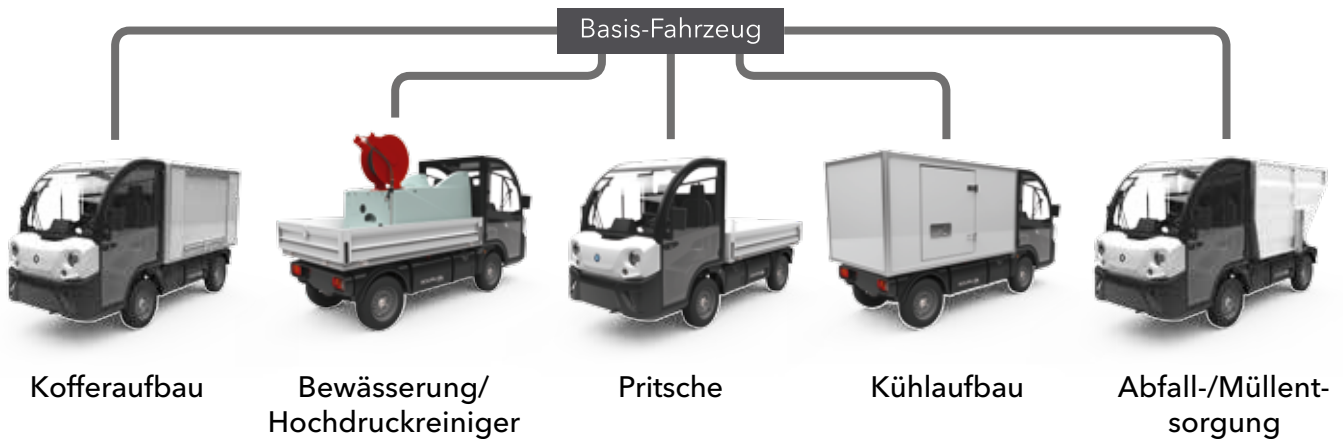 Basis-Fahrzeug
Kofferaufbau
Bewässerung/
Hochdruckreiniger
Pritsche
Kühlaufbau
Abfall-/Müllent-
sorgung